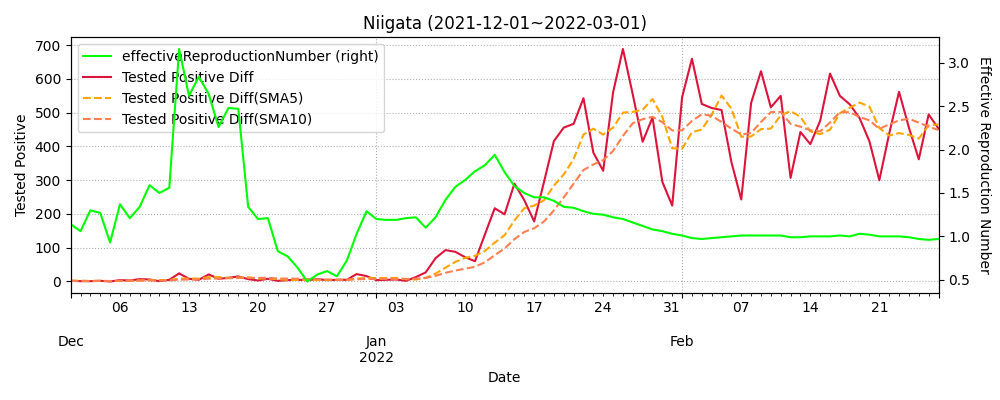 Niigata (2021-12-01~2022-03-01)
effectiveReproductionNumber (right)
Tested Positive Diff
Tested Positive Diff(SMA5)
Tested Positive Diff(SMA10)
Tested Positive
700
600
500
400
300
200
100
0
3.0
2.5
2.0
1.5
1.0
0.5
Effective Reproduction Number
06 13 20 27 03 10 17 24 31 07 14 21
Dec Jan Feb
2022
Date